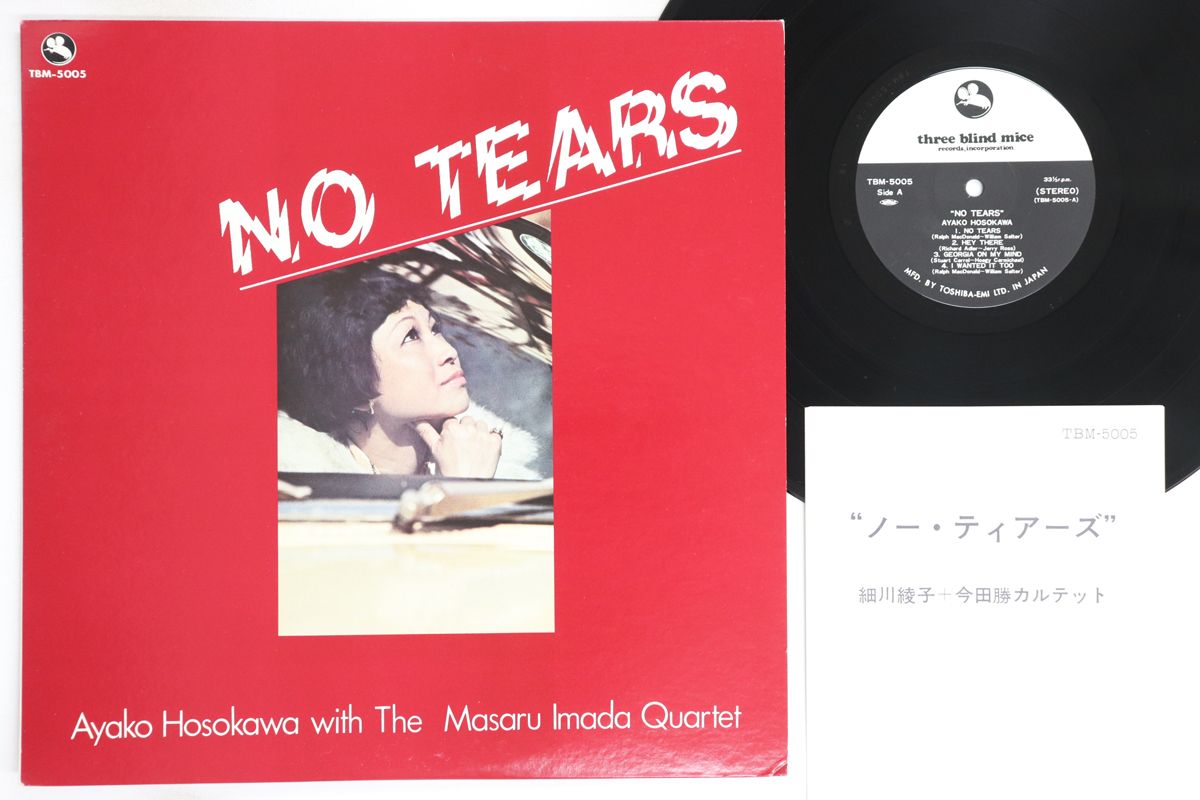 TBM-5005
NO TEARS
Ayako Hosokawa with The Masaru Imada Quartet
three blind mice
records, incorporation
TBM-5005
Side A
33⅓ r.p.m.
(STEREO)
(TBM-5005-A)
"NO TEARS"
AYAKO HOSOKAWA
1. NO TEARS
(Ralph MacDonald–William Salter)
2. HEY THERE
(Richard Adler–Jerry Ross)
3. GEORGIA ON MY MIND
(Stuart Carrol–Hoagy Carmichael)
4. I WANTED IT TOO
(Ralph MacDonald–William Salter)
MFD. BY TOSHIBA-EMI LTD. IN JAPAN
TBM-5005
“ノー・ティアーズ”
細川綾子+今田勝カルテット